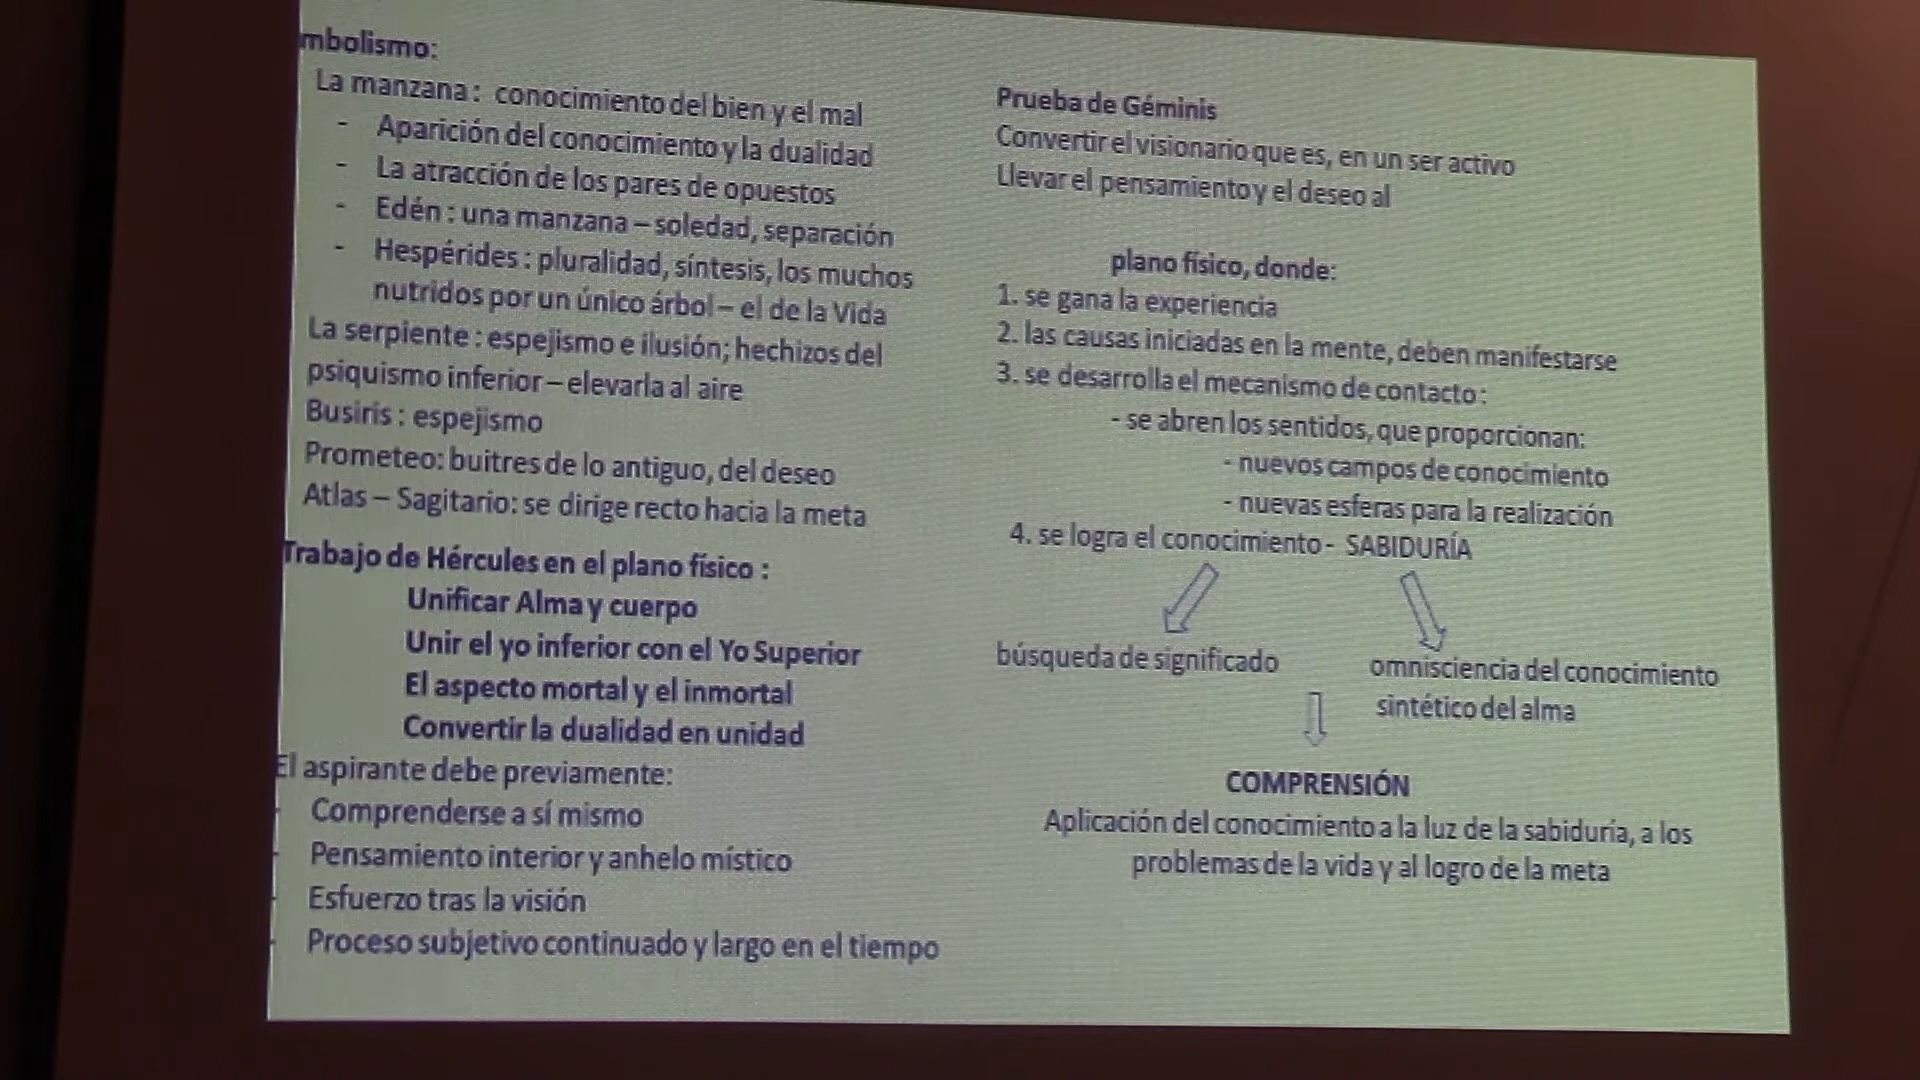 mbolismo:
La manzana : conocimiento del bien y el mal
- Aparición del conocimiento y la dualidad
- La atracción de los pares de opuestos
- Edén : una manzana – soledad, separación
- Hespérides : pluralidad, síntesis, los muchos
nutridos por un único árbol – el de la Vida
La serpiente : espejismo e ilusión; hechizos del
psiquismo inferior – elevarla al aire
Busiris : espejismo
Prometeo: buitres de lo antiguo, del deseo
Atlas – Sagitario: se dirige recto hacia la meta
Trabajo de Hércules en el plano físico :
Unificar Alma y cuerpo
Unir el yo inferior con el Yo Superior
El aspecto mortal y el inmortal
Convertir la dualidad en unidad
El aspirante debe previamente:
- Comprenderse a sí mismo
- Pensamiento interior y anhelo místico
- Esfuerzo tras la visión
- Proceso subjetivo continuado y largo en el tiempo
Prueba de Géminis
Convertir el visionario que es, en un ser activo
Llevar el pensamiento y el deseo al
plano físico, donde:
1. se gana la experiencia
2. las causas iniciadas en la mente, deben manifestarse
3. se desarrolla el mecanismo de contacto :
- se abren los sentidos, que proporcionan:
- nuevos campos de conocimiento
- nuevas esferas para la realización
4. se logra el conocimiento - SABIDURÍA
búsqueda de significado
omnisciencia del conocimiento
sintético del alma
COMPRENSIÓN
Aplicación del conocimiento a la luz de la sabiduría, a los
problemas de la vida y al logro de la meta